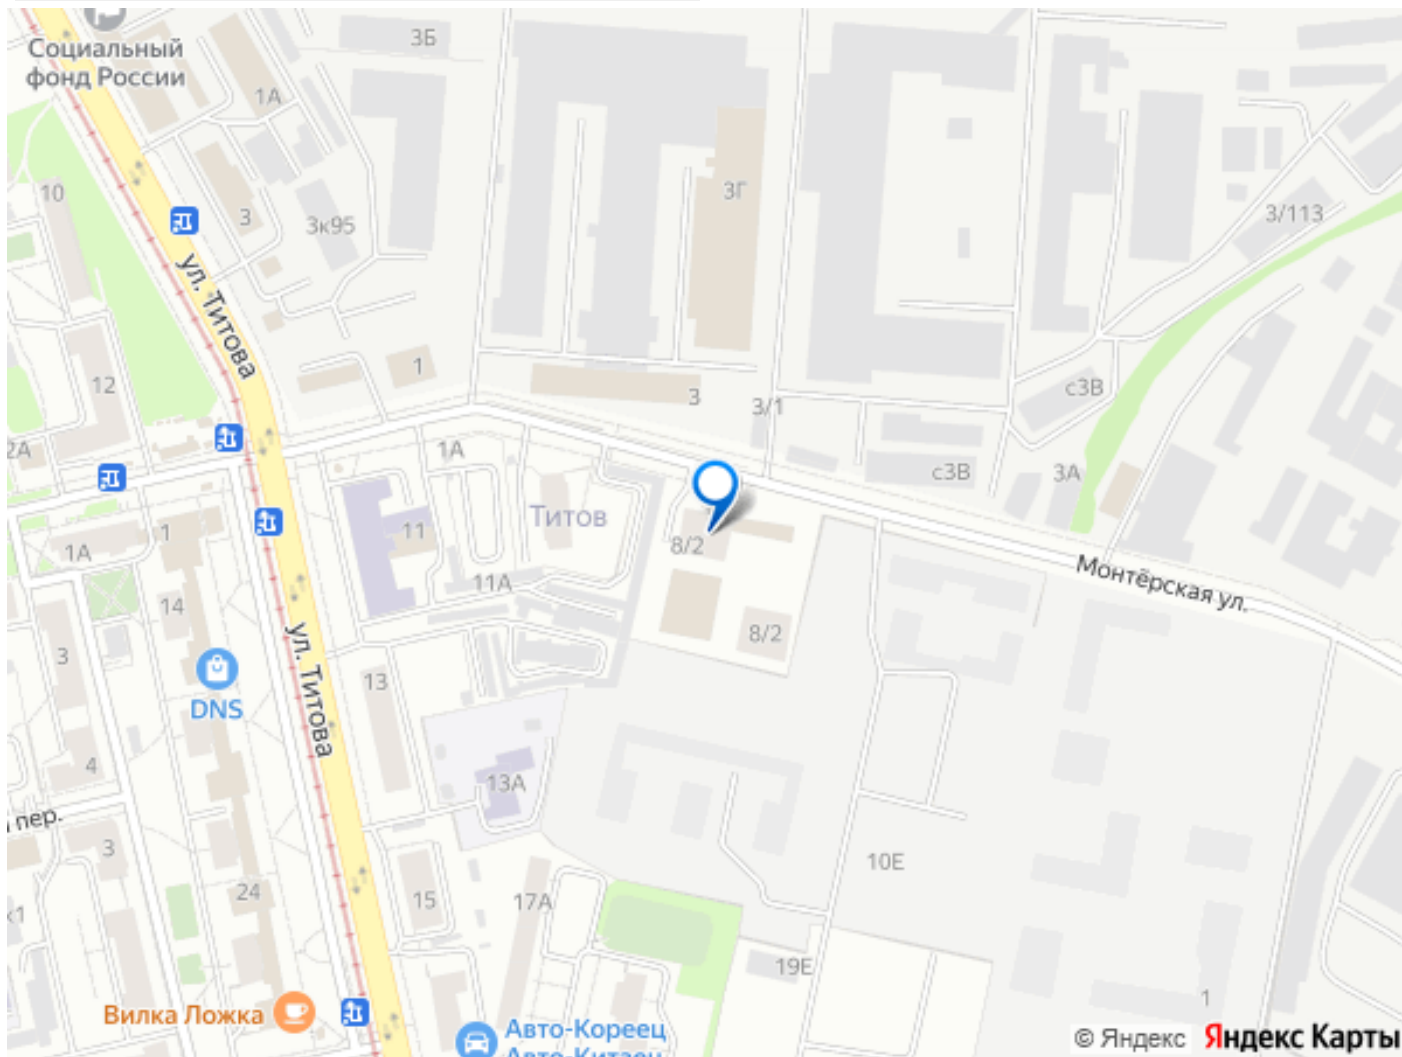 Социальный
фонд России
3Б
1А
3Г
10
3
3к95
3/113
ул. Титова
12
1
3
3/1
с3В
2А
1А
с3В
3А
Титов
1
11
1А
8/2
11А
Монтёрская ул.
14
3
8/2
ул. Титова
DNS
13
4
13А
пер.
3
10Е
24
15
17А
к1
19Е
1
Вилка Ложка
Авто-Кореец
Авто-Китаец
© Яндекс Яндекс Карты